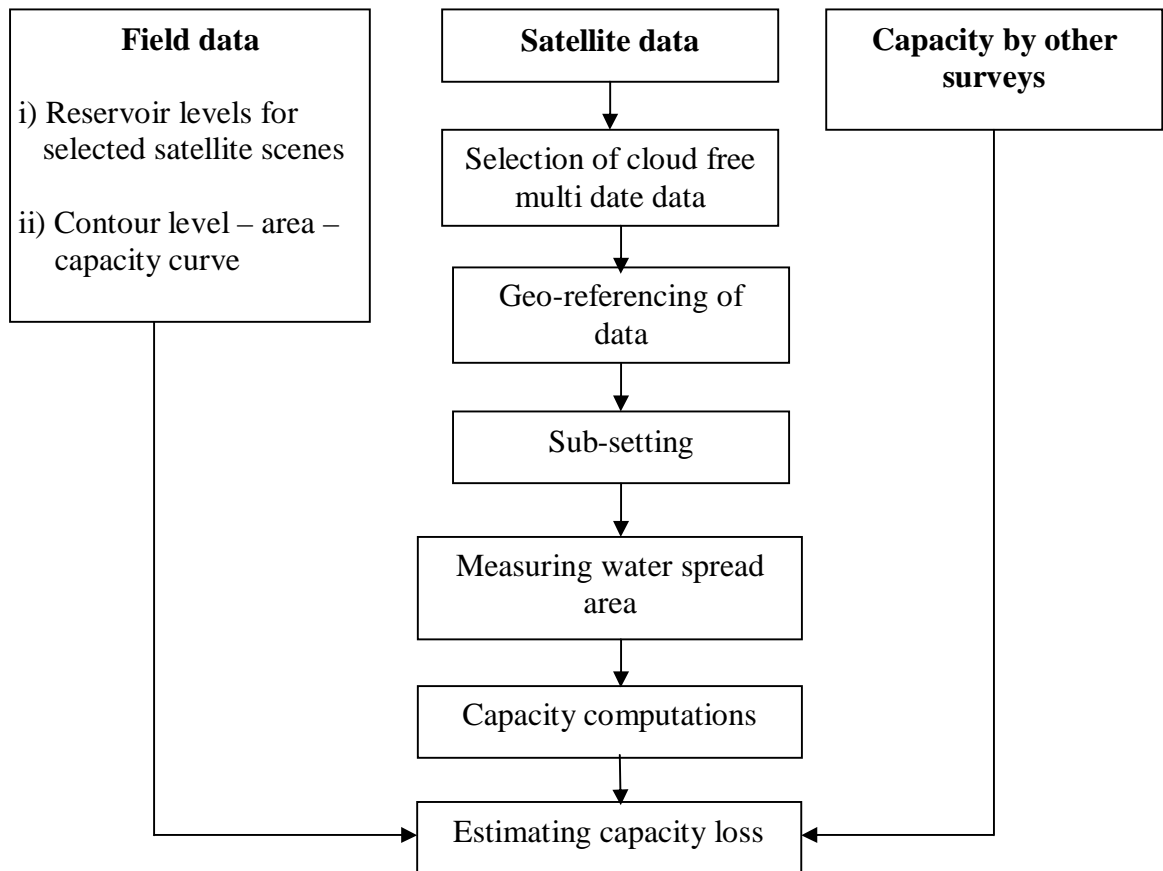 Field data
i) Reservoir levels for
selected satellite scenes
ii) Contour level – area –
capacity curve
Satellite data
Capacity by other
surveys
Selection of cloud free
multi date data
Geo-referencing of
data
Sub-setting
Measuring water spread
area
Capacity computations
Estimating capacity loss